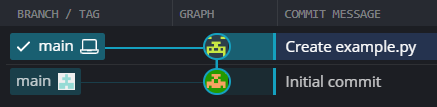 BRANCH / TAG GRAPH COMMIT MESSAGE
main Create example.py
main Initial commit